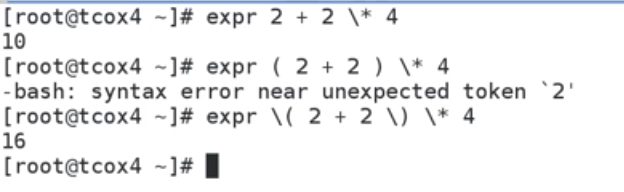 [root@tcox4 ~]# expr 2 + 2 \* 4
10
[root@tcox4 ~]# expr ( 2 + 2 ) \* 4
-bash: syntax error near unexpected token `2'
[root@tcox4 ~]# expr \( 2 + 2 \) \* 4
16
[root@tcox4 ~]#